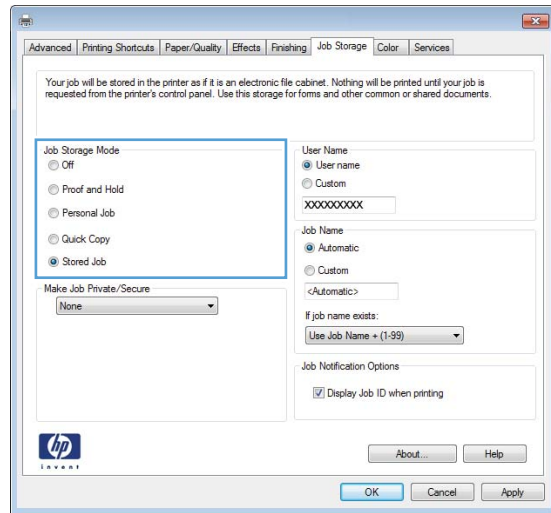 Advanced Printing Shortcuts Paper/Quality Effects Finishing Job Storage Color Services
Your job will be stored in the printer as if it is an electronic file cabinet. Nothing will be printed until your job is
requested from the printer's control panel. Use this storage for forms and other common or shared documents.
Job Storage Mode
Off
Proof and Hold
Personal Job
Quick Copy
Stored Job
Make Job Private/Secure
None
User Name
User name
Custom
XXXXXXXXX
Job Name
Automatic
Custom
<Automatic>
If job name exists:
Use Job Name + (1-99)
Job Notification Options
Display Job ID when printing
hp
invent
About... Help
OK Cancel Apply